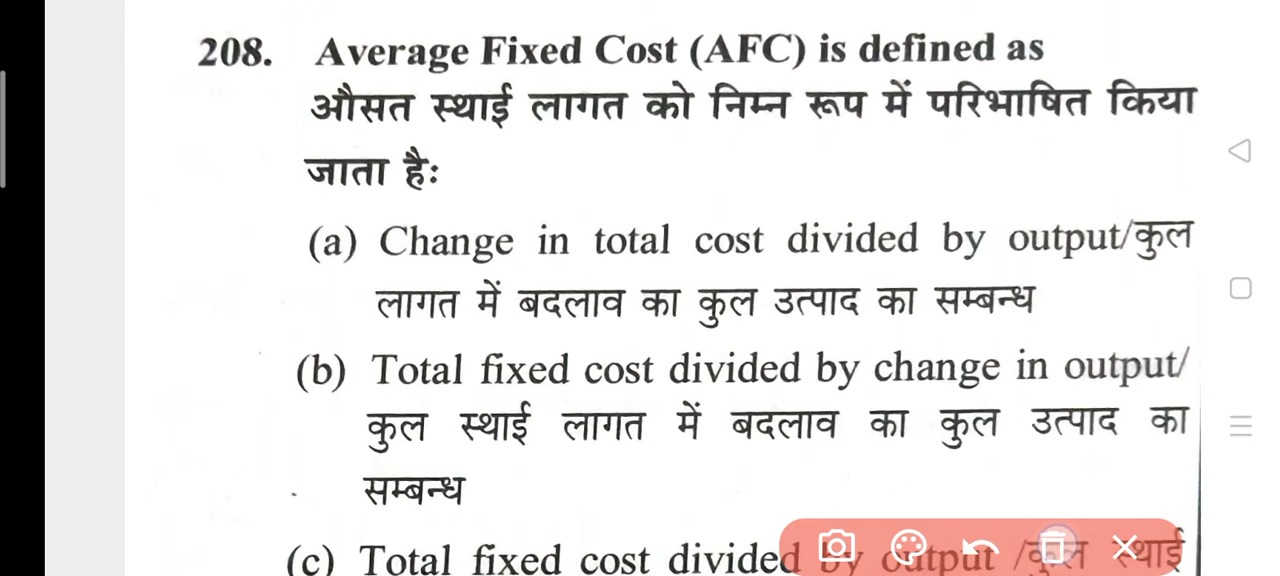 208. Average Fixed Cost (AFC) is defined as
औसत स्थाई लागत को निम्न रूप में परिभाषित किया
जाता है:
(a) Change in total cost divided by output/कुल
लागत में बदलाव का कुल उत्पाद का सम्बन्ध
(b) Total fixed cost divided by change in output/
कुल स्थाई लागत में बदलाव का कुल उत्पाद का
सम्बन्ध
(c) Total fixed cost divided by output /कुल स्थाई